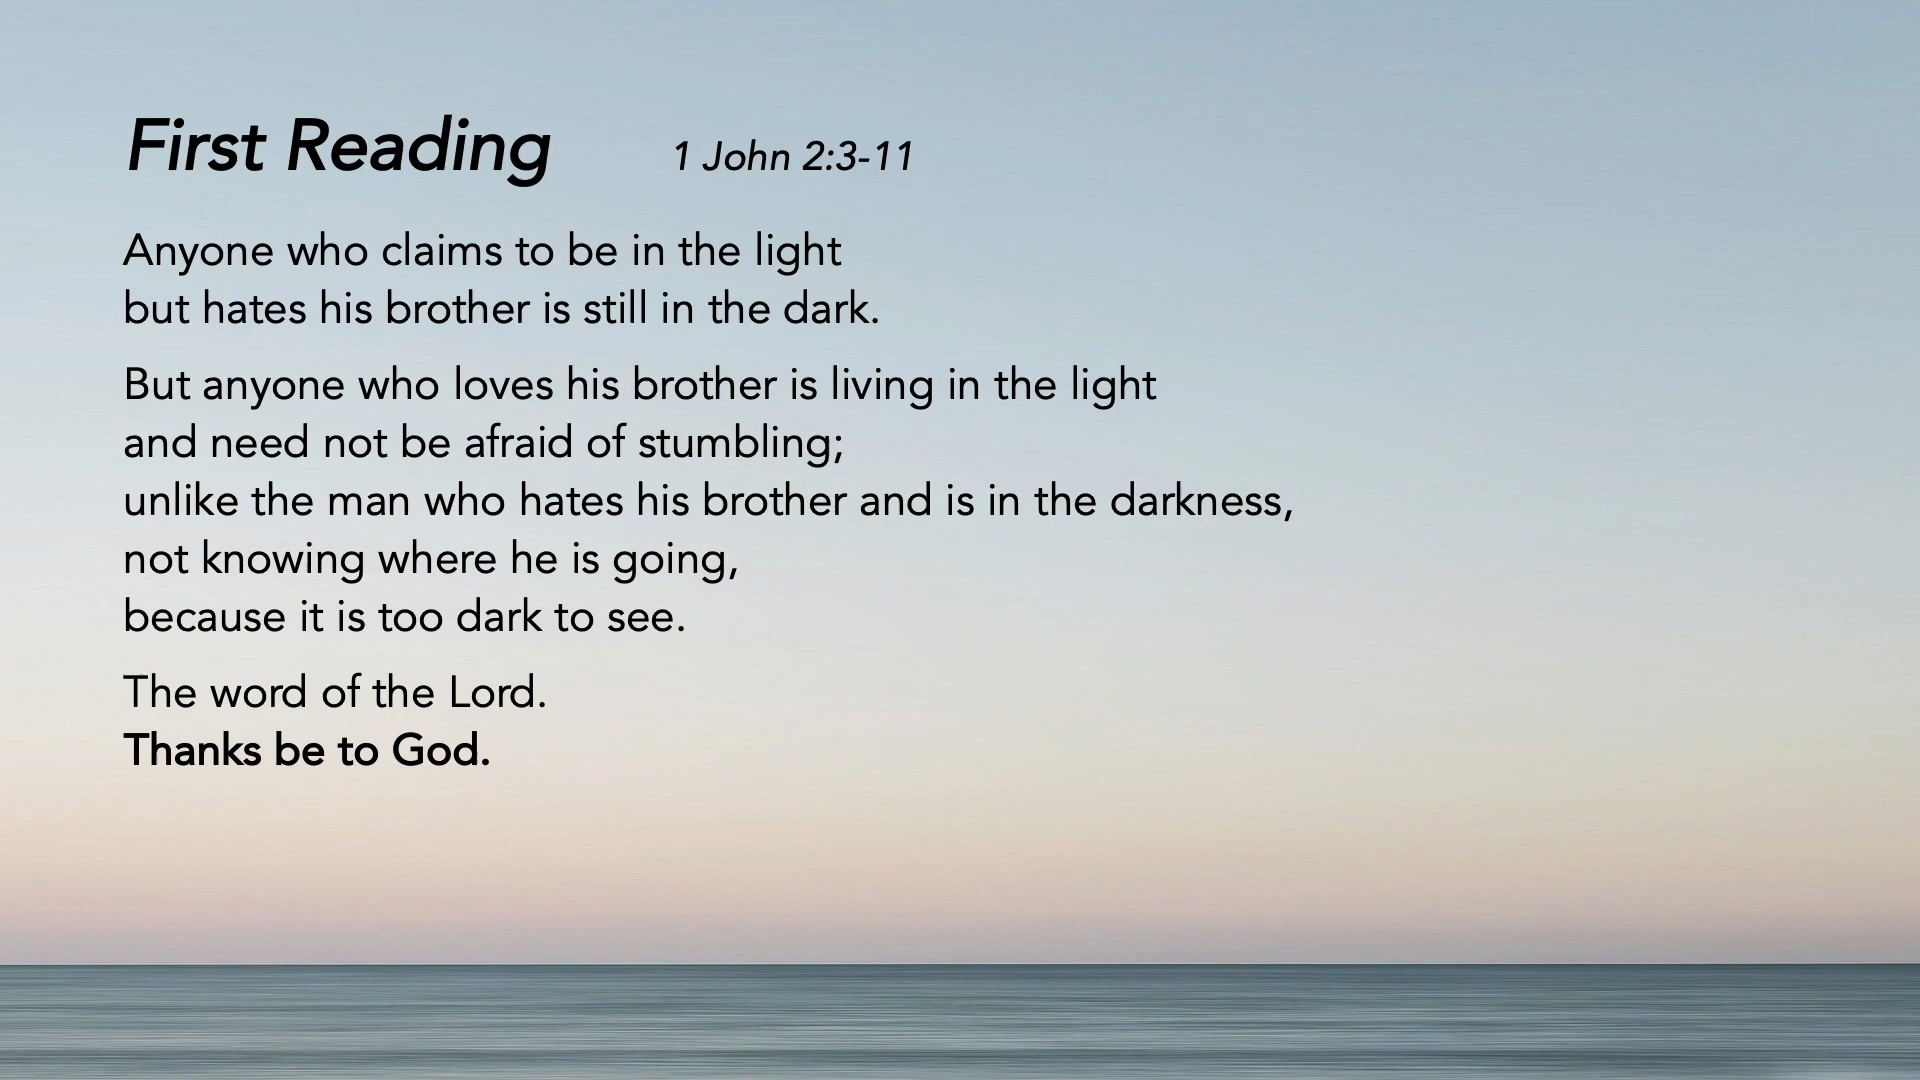 First Reading 1 John 2:3-11
Anyone who claims to be in the light
but hates his brother is still in the dark.
But anyone who loves his brother is living in the light
and need not be afraid of stumbling;
unlike the man who hates his brother and is in the darkness,
not knowing where he is going,
because it is too dark to see.
The word of the Lord.
Thanks be to God.